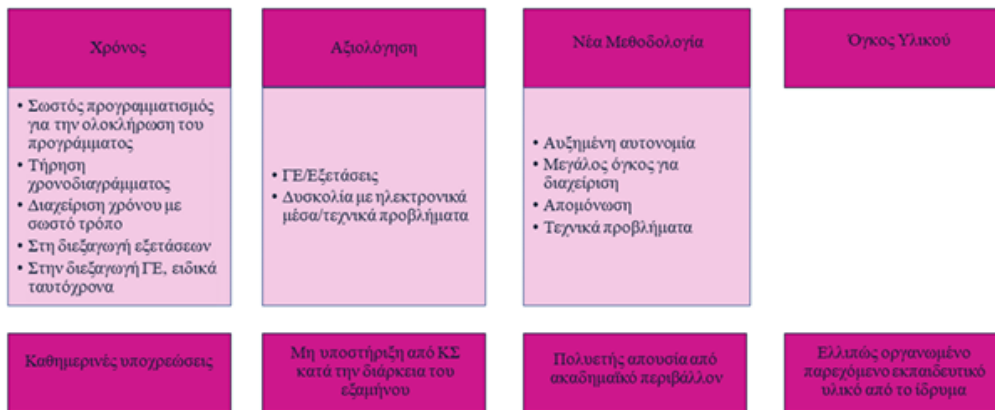 Χρόνος
• Σωστός προγραμματισμός
για την ολοκλήρωση του
προγράμματος
• Τήρηση
χρονοδιαγράμματος
• Διαχείριση χρόνου με
σωστό τρόπο
• Στη διεξαγωγή εξετάσεων
• Στην διεξαγωγή ΓΕ, ειδικά
ταυτόχρονα
Αξιολόγηση
• ΓΕ/Εξετάσεις
• Δυσκολία με ηλεκτρονικά
μέσα/τεχνικά προβλήματα
Νέα Μεθοδολογία
• Αυξημένη αυτονομία
• Μεγάλος όγκος για
διαχείριση
• Απομόνωση
• Τεχνικά προβλήματα
Όγκος Υλικού
Καθημερινές υποχρεώσεις
Μη υποστήριξη από ΚΣ
κατά την διάρκεια του
εξαμήνου
Πολυετής απουσία από
ακαδημαϊκό περιβάλλον
Ελλιπώς οργανωμένο
παρεχόμενο εκπαιδευτικό
υλικό από το ίδρυμα